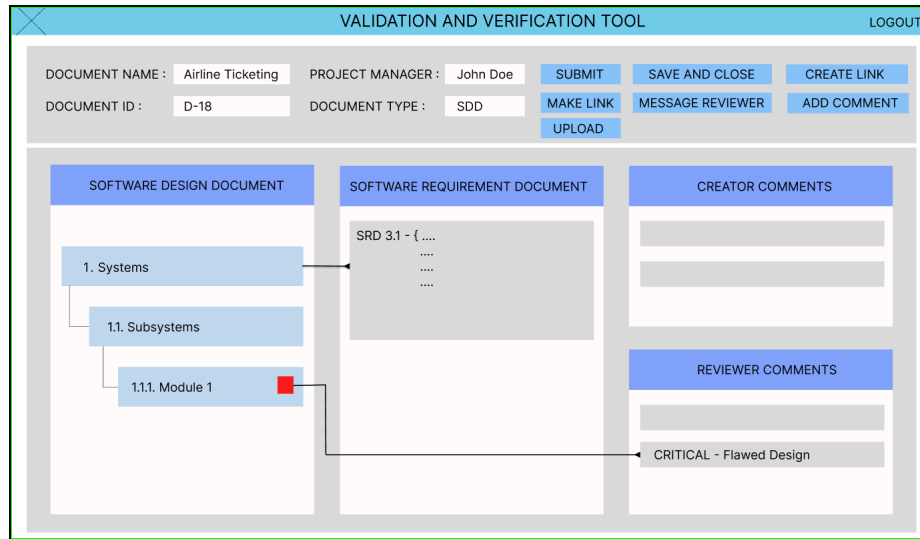 VALIDATION AND VERIFICATION TOOL
LOGOUT
DOCUMENT NAME : Airline Ticketing PROJECT MANAGER : John Doe SUBMIT SAVE AND CLOSE CREATE LINK
DOCUMENT ID : D-18 DOCUMENT TYPE : SDD MAKE LINK MESSAGE REVIEWER ADD COMMENT
UPLOAD
SOFTWARE DESIGN DOCUMENT
1. Systems
1.1. Subsystems
1.1.1. Module 1
SOFTWARE REQUIREMENT DOCUMENT
SRD 3.1 - { ....
....
....
....
CREATOR COMMENTS
REVIEWER COMMENTS
CRITICAL - Flawed Design